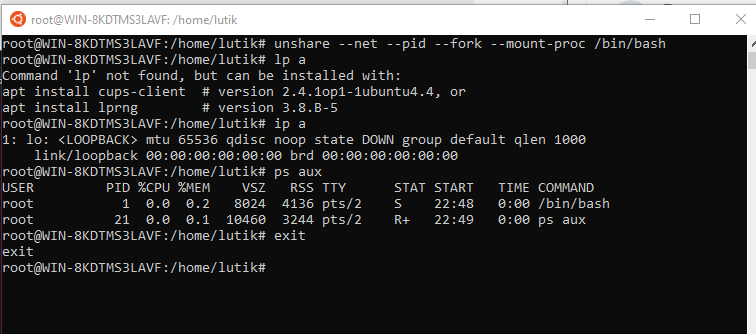 root@WIN-8KDTMS3LAVF: /home/lutik
root@WIN-8KDTMS3LAVF:/home/lutik# unshare --net --pid --fork --mount-proc /bin/bash
root@WIN-8KDTMS3LAVF:/home/lutik# lp a
Command 'lp' not found, but can be installed with:
apt install cups-client  # version 2.4.1op1-1ubuntu4.4, or
apt install lprng        # version 3.8.B-5
root@WIN-8KDTMS3LAVF:/home/lutik# ip a
1: lo: <LOOPBACK> mtu 65536 qdisc noop state DOWN group default qlen 1000
    link/loopback 00:00:00:00:00:00 brd 00:00:00:00:00:00
root@WIN-8KDTMS3LAVF:/home/lutik# ps aux
USER         PID %CPU %MEM    VSZ   RSS TTY      STAT START   TIME COMMAND
root           1  0.0  0.2   8024  4136 pts/2    S    22:48   0:00 /bin/bash
root          21  0.0  0.1  10460  3244 pts/2    R+   22:49   0:00 ps aux
root@WIN-8KDTMS3LAVF:/home/lutik# exit
exit
root@WIN-8KDTMS3LAVF:/home/lutik#